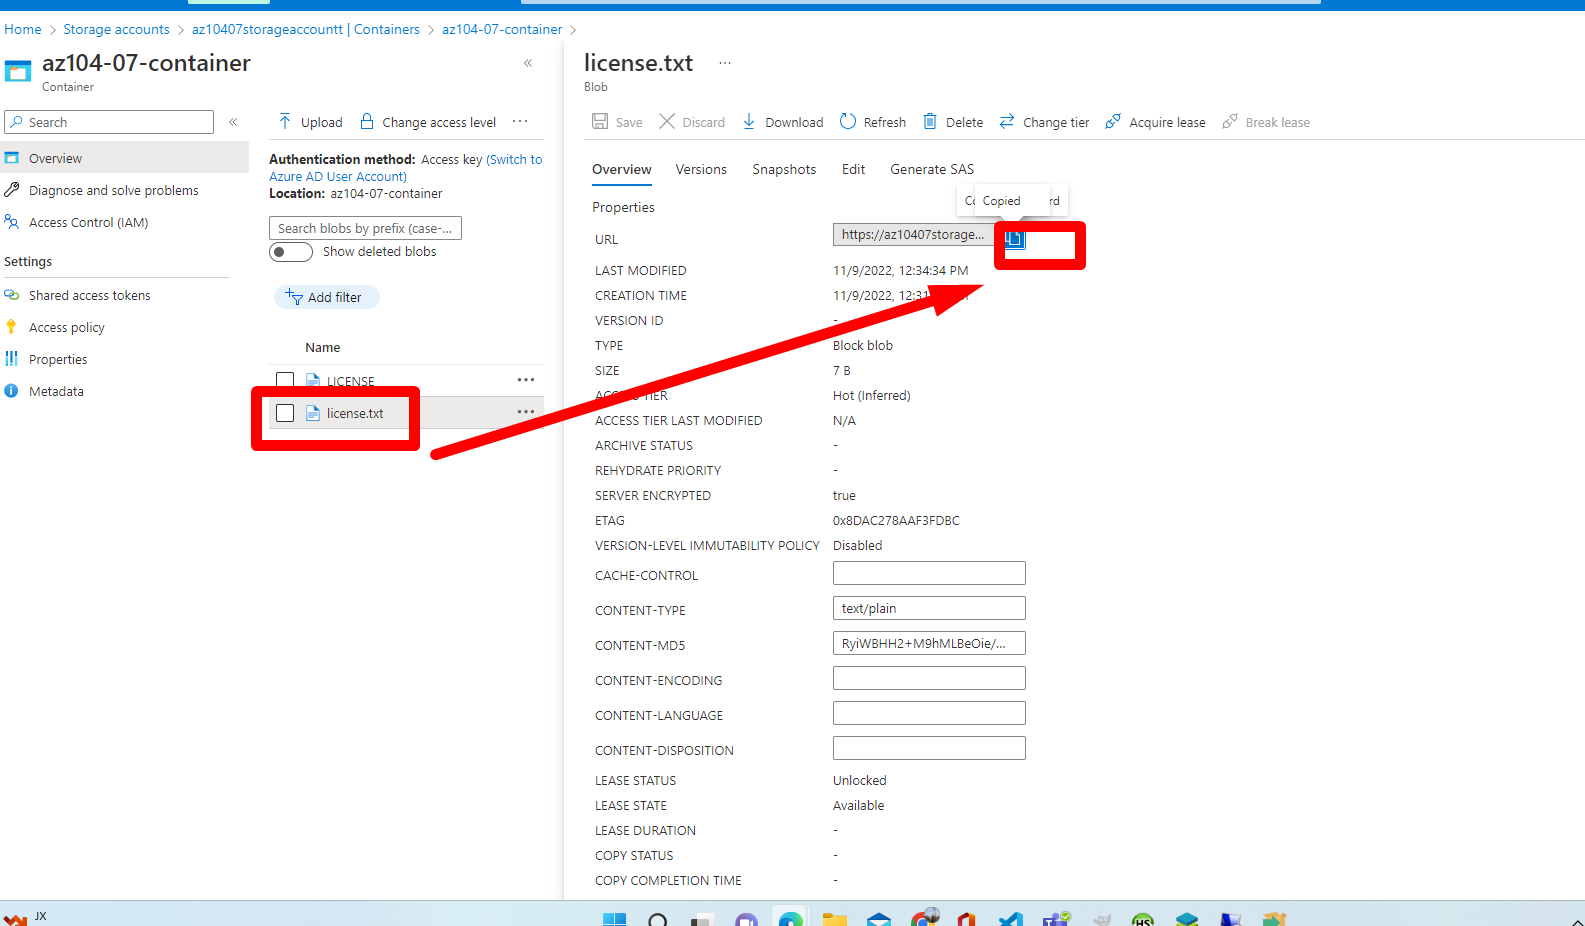 Home > Storage accounts > az10407storageaccountt | Containers > az104-07-container >
az104-07-container
Container
Search
Overview
Diagnose and solve problems
Access Control (IAM)
Settings
Shared access tokens
Access policy
Properties
Metadata
Upload Change access level ...
Authentication method: Access key (Switch to
Azure AD User Account)
Location: az104-07-container
Search blobs by prefix (case-...
Show deleted blobs
Add filter
Name
LICENSE
license.txt
license.txt ...
Blob
Save Discard Download Refresh Delete Change tier Acquire lease Break lease
Overview Versions Snapshots Edit Generate SAS
Copied
Properties
URL https://az10407storage...
LAST MODIFIED 11/9/2022, 12:34:34 PM
CREATION TIME 11/9/2022, 12:31
VERSION ID -
TYPE Block blob
SIZE 7 B
ACCESS TIER Hot (Inferred)
ACCESS TIER LAST MODIFIED N/A
ARCHIVE STATUS -
REHYDRATE PRIORITY -
SERVER ENCRYPTED true
ETAG 0x8DAC278AAF3FDBC
VERSION-LEVEL IMMUTABILITY POLICY Disabled
CACHE-CONTROL
CONTENT-TYPE text/plain
CONTENT-MD5 RyiWBHH2+M9hMLBeOie/...
CONTENT-ENCODING
CONTENT-LANGUAGE
CONTENT-DISPOSITION
LEASE STATUS Unlocked
LEASE STATE Available
LEASE DURATION -
COPY STATUS -
COPY COMPLETION TIME -
JX
HS